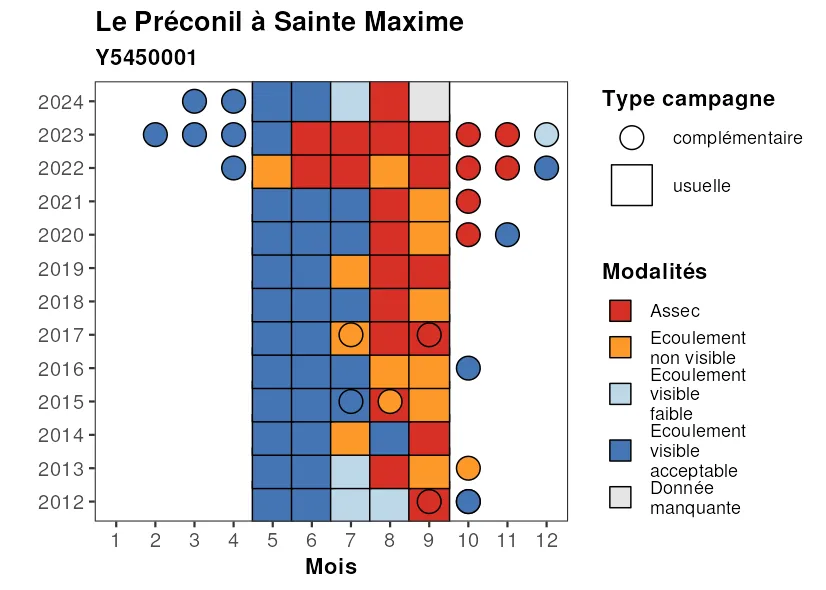 Le Préconil à Sainte Maxime
Y5450001
2024
2023
2022
2021
2020
2019
2018
2017
2016
2015
2014
2013
2012
1 2 3 4 5 6 7 8 9 10 11 12
Mois
Type campagne
complémentaire
usuelle
Modalités
Assec
Ecoulement
non visible
Ecoulement
visible
faible
Ecoulement
visible
acceptable
Donnée
manquante